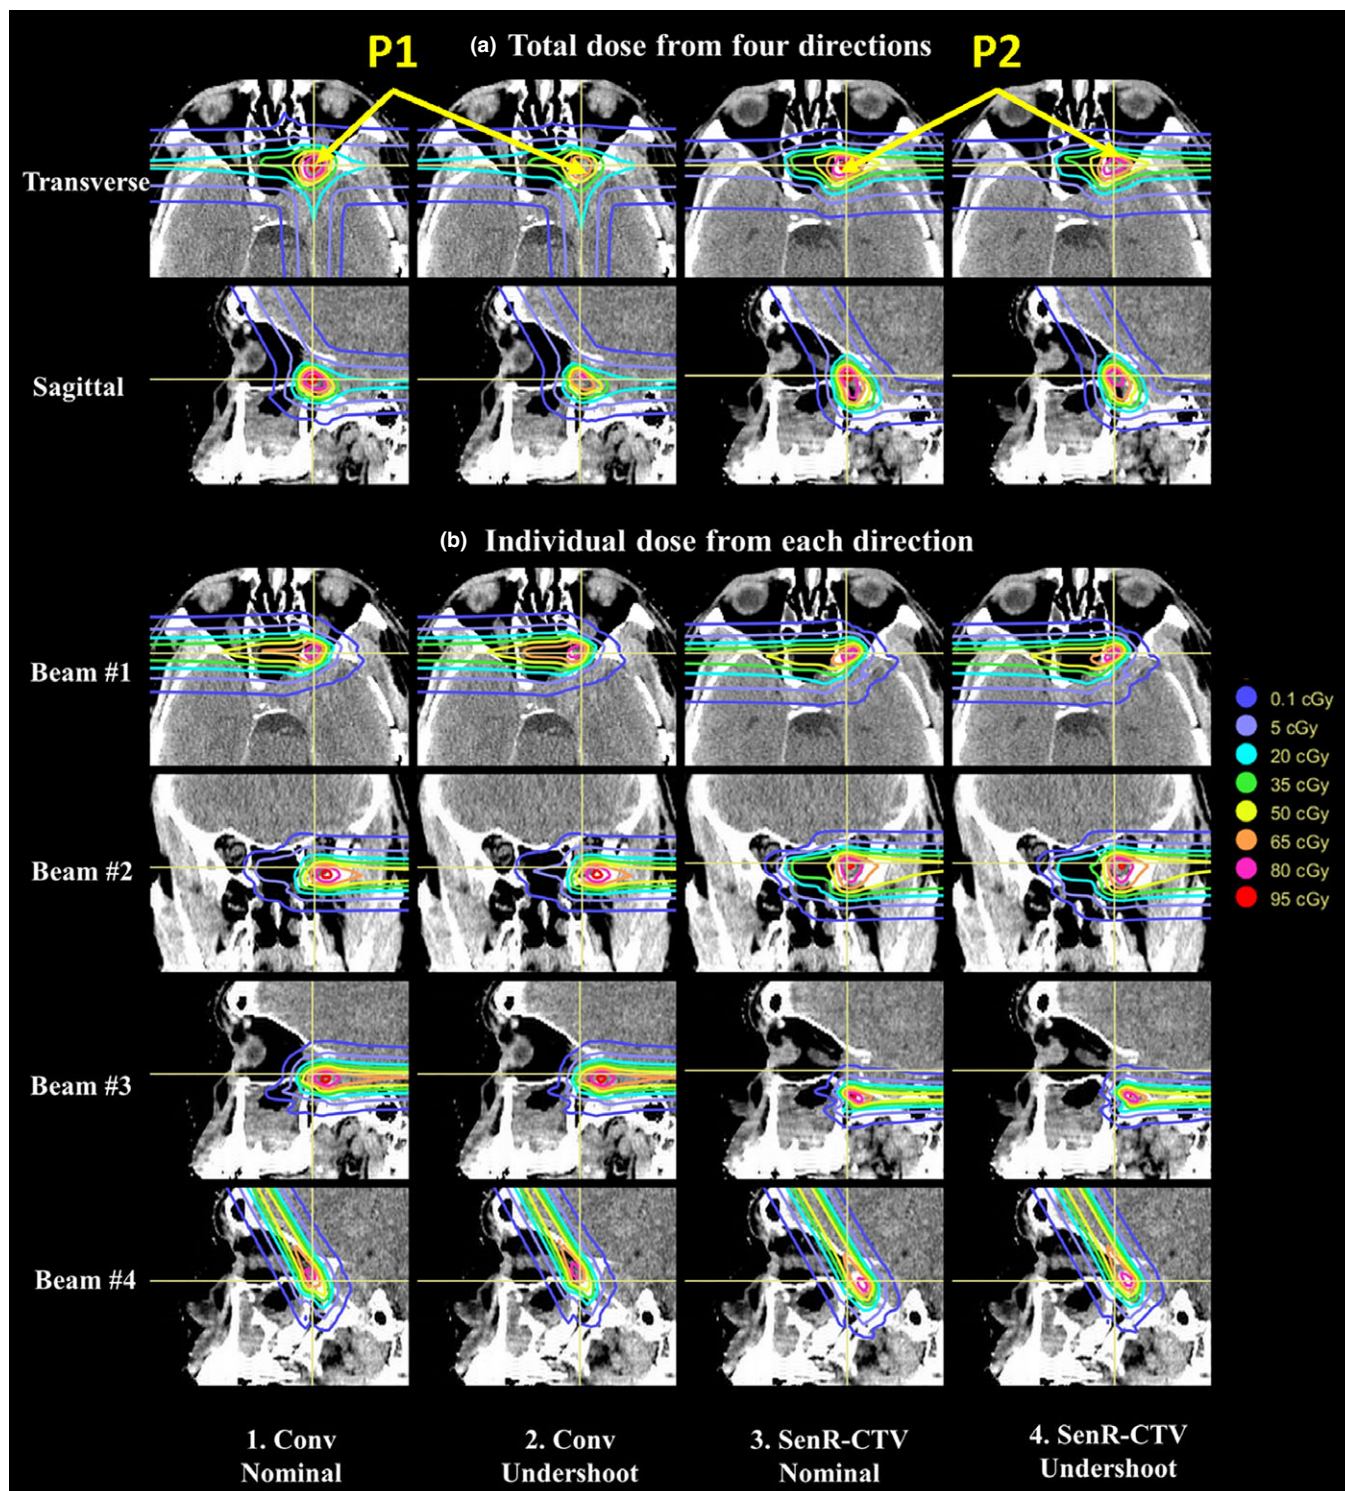 P1
(a) Total dose from four directions
P2
Transverse
Sagittal
(b) Individual dose from each direction
Beam #1
Beam #2
Beam #3
Beam #4
0.1 cGy
5 cGy
20 cGy
35 cGy
50 cGy
65 cGy
80 cGy
95 cGy
1. Conv
Nominal
2. Conv
Undershoot
3. SenR-CTV
Nominal
4. SenR-CTV
Undershoot